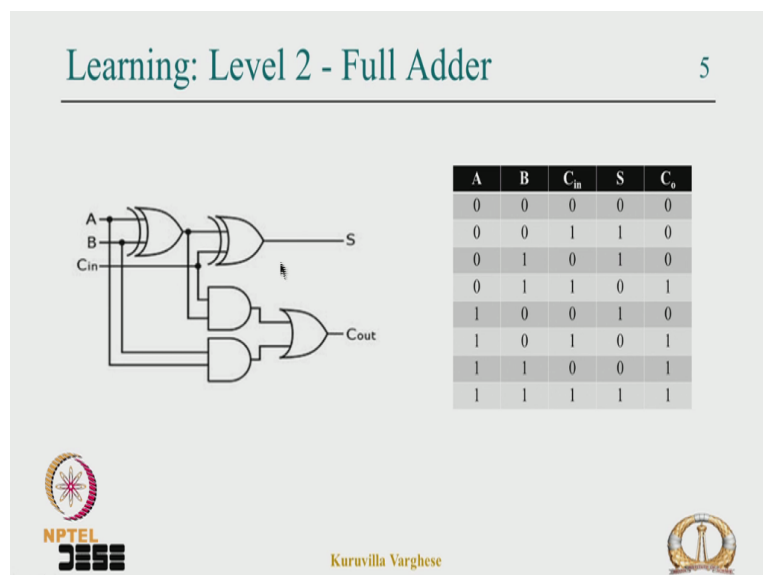 Learning: Level 2 - Full Adder
5
A
B
Cin
S
Cout
A B Cin S Co
0 0 0 0 0
0 0 1 1 0
0 1 0 1 0
0 1 1 0 1
1 0 0 1 0
1 0 1 0 1
1 1 0 0 1
1 1 1 1 1
NPTEL
DESE
Kuruvilla Varghese